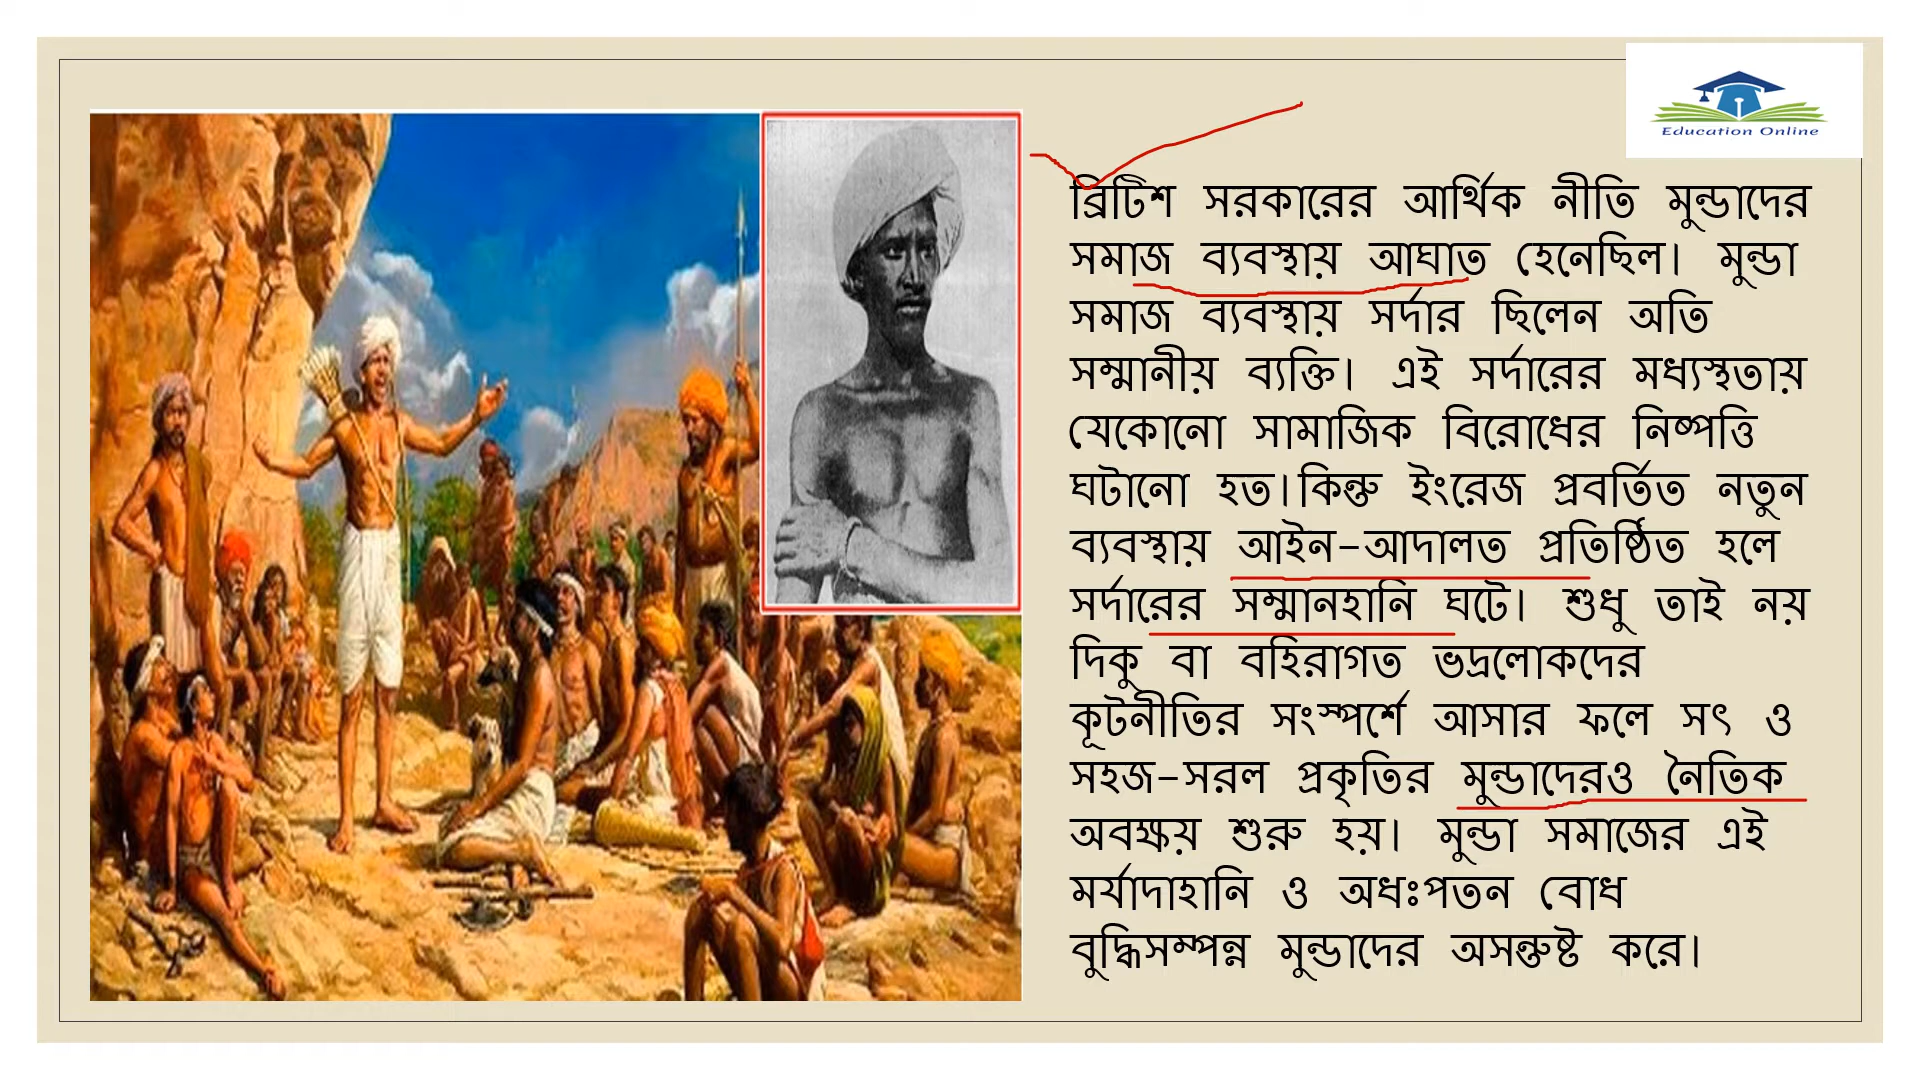 Education Online
ব্রিটিশ সরকারের আর্থিক নীতি মুন্ডাদের
সমাজ ব্যবস্থায় আঘাত হেনেছিল। মুন্ডা
সমাজ ব্যবস্থায় সর্দার ছিলেন অতি
সম্মানীয় ব্যক্তি। এই সর্দারের মধ্যস্থতায়
যেকোনো সামাজিক বিরোধের নিষ্পত্তি
ঘটানো হত।কিন্তু ইংরেজ প্রবর্তিত নতুন
ব্যবস্থায় আইন-আদালত প্রতিষ্ঠিত হলে
সর্দারের সম্মানহানি ঘটে। শুধু তাই নয়
দিকু বা বহিরাগত ভদ্রলোকদের
কূটনীতির সংস্পর্শে আসার ফলে সৎ ও
সহজ-সরল প্রকৃতির মুন্ডাদেরও নৈতিক
অবক্ষয় শুরু হয়। মুন্ডা সমাজের এই
মর্যাদাহানি ও অধঃপতন বোধ
বুদ্ধিসম্পন্ন মুন্ডাদের অসন্তুষ্ট করে।